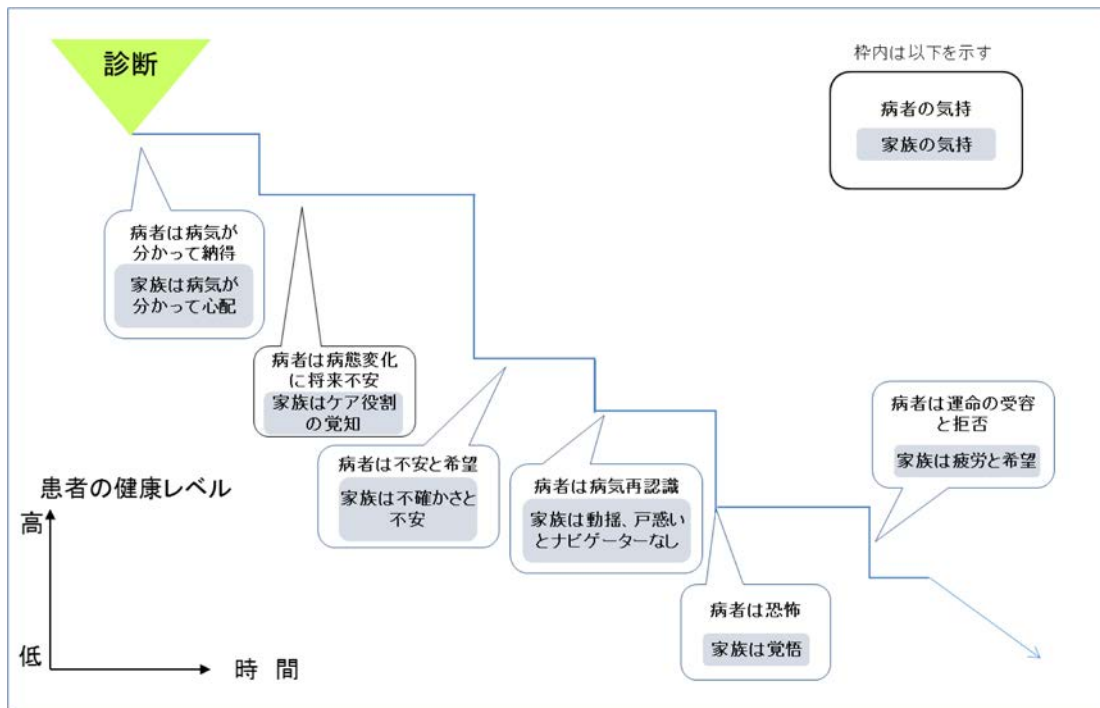 診断
枠内は以下を示す
病者の気持
家族の気持
病者は病気が
分かって納得
家族は病気が
分かって心配
病者は病態変化
に将来不安
家族はケア役割
の覚知
病者は不安と希望
家族は不確かさと
不安
病者は病気再認識
家族は動揺、戸惑い
とナビゲーターなし
病者は恐怖
家族は覚悟
病者は運命の受容
と拒否
家族は疲労と希望
患者の健康レベル
高
低
時 間